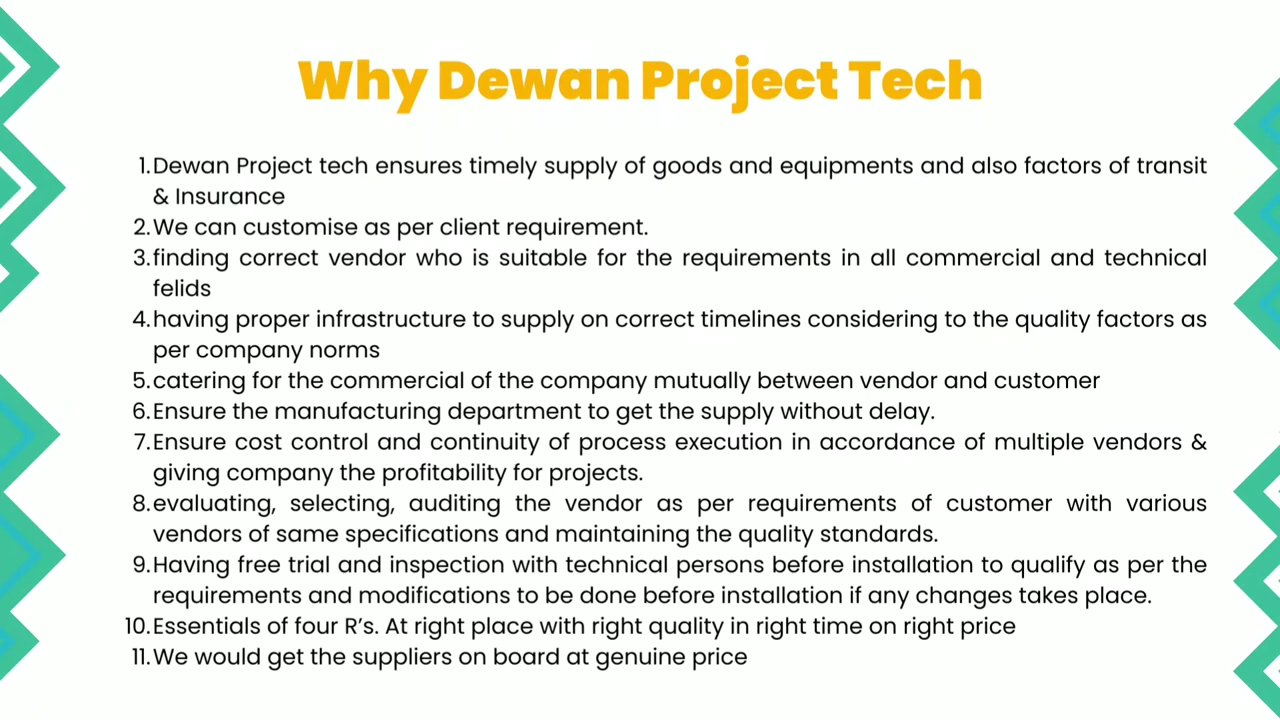 Why Dewan Project Tech
1. Dewan Project tech ensures timely supply of goods and equipments and also factors of transit
& Insurance
2. We can customise as per client requirement.
3. finding correct vendor who is suitable for the requirements in all commercial and technical
felids
4. having proper infrastructure to supply on correct timelines considering to the quality factors as
per company norms
5. catering for the commercial of the company mutually between vendor and customer
6. Ensure the manufacturing department to get the supply without delay.
7. Ensure cost control and continuity of process execution in accordance of multiple vendors &
giving company the profitability for projects.
8. evaluating, selecting, auditing the vendor as per requirements of customer with various
vendors of same specifications and maintaining the quality standards.
9. Having free trial and inspection with technical persons before installation to qualify as per the
requirements and modifications to be done before installation if any changes takes place.
10. Essentials of four R's. At right place with right quality in right time on right price
11. We would get the suppliers on board at genuine price